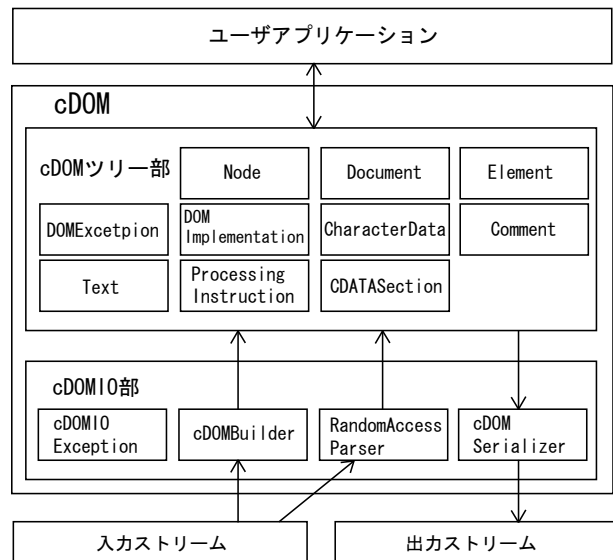 ユーザアプリケーション
cDOM
cDOMツリー部
Node
Document
Element
DOMExcetpion
DOM
Implementation
CharacterData
Comment
Text
Processing
Instruction
CDATASection
cDOMIO部
cDOMIO
Exception
cDOMBuilder
RandomAccess
Parser
cDOM
Serializer
入力ストリーム
出力ストリーム